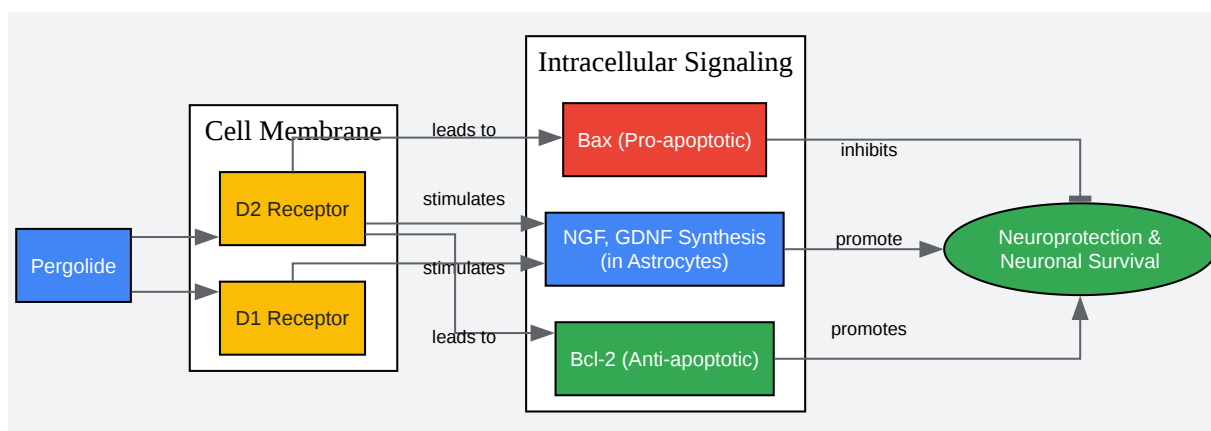 Intracellular Signaling
Cell Membrane
leads to
Bax (Pro-apoptotic)
inhibits
D2 Receptor
stimulates
NGF, GDNF Synthesis
(in Astrocytes)
promote
Neuroprotection &
Neuronal Survival
Pergolide
stimulates
D1 Receptor
leads to
Bcl-2 (Anti-apoptotic)
promotes